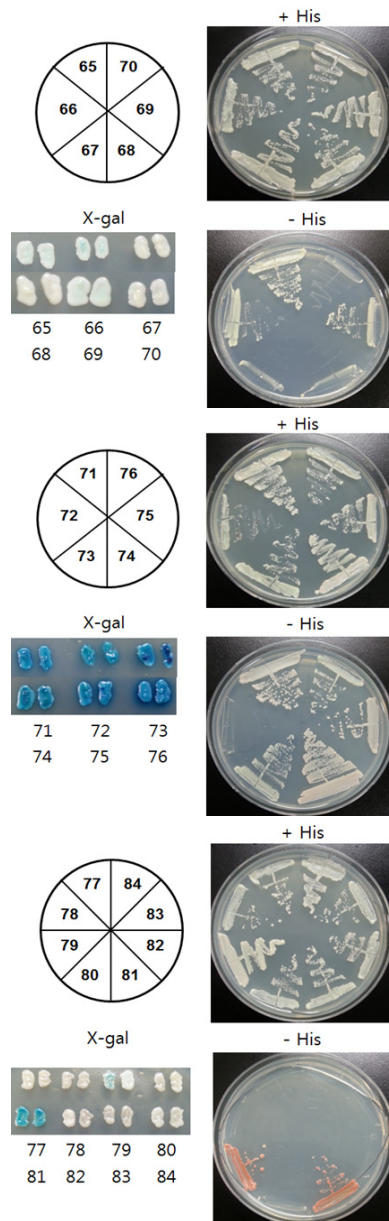 + His
65 70
66 69
67 68
X-gal
- His
65 66 67
68 69 70
+ His
71 76
72 75
73 74
X-gal
- His
71 72 73
74 75 76
+ His
77 84
78 83
79 82
80 81
X-gal
- His
77 78 79 80
81 82 83 84